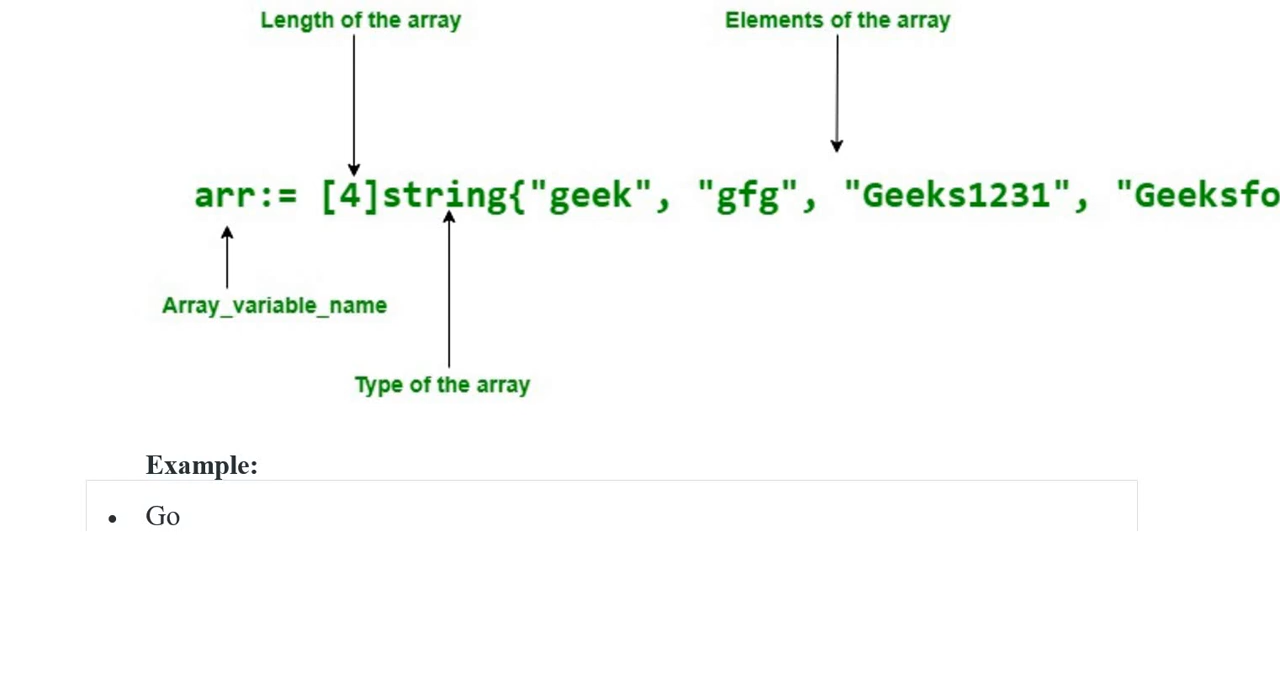 Length of the array
Elements of the array
arr:= [4]string{"geek", "gfg", "Geeks1231", "Geeksfo
Array_variable_name
Type of the array
Example:
• Go